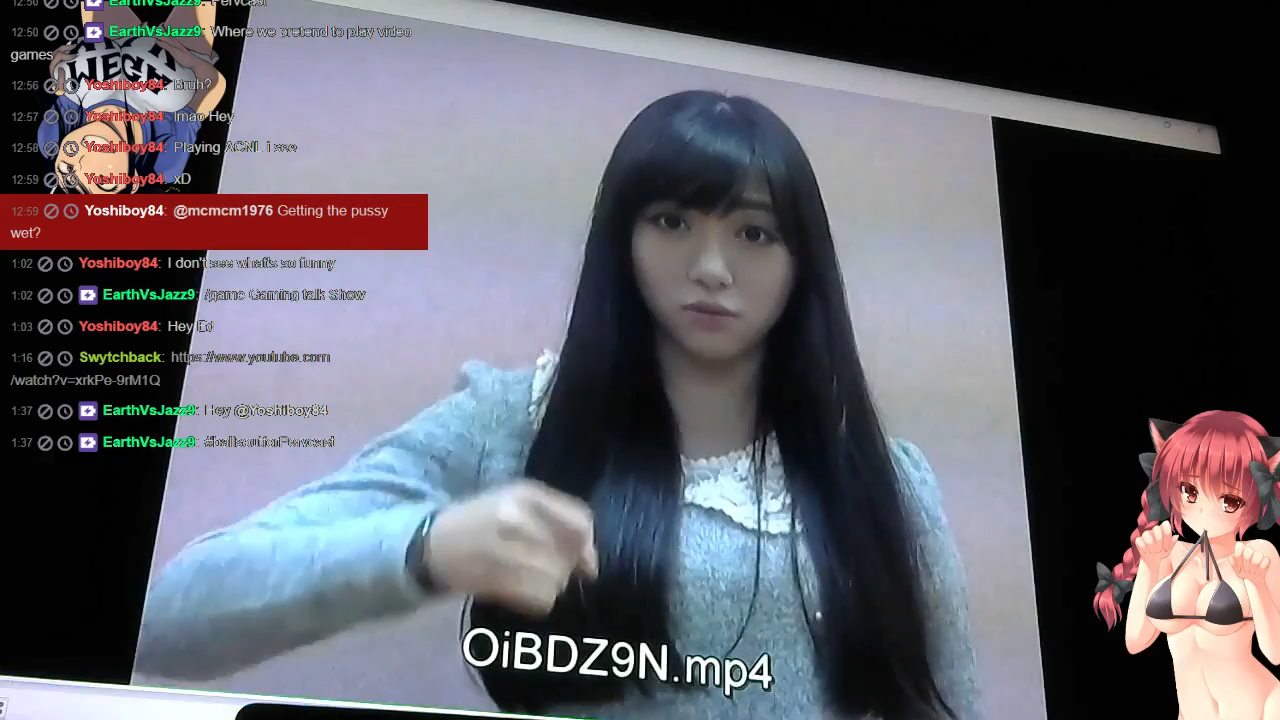 12:50 EarthVsJazz9: Pervcast
12:50 EarthVsJazz9: Where we pretend to play video
games
12:56 Yoshiboy84: Bruh?
12:57 Yoshiboy84: lmao Hey
12:58 Yoshiboy84: Playing ACNL i see
12:59 Yoshiboy84: xD
12:59 Yoshiboy84: @mcmcm1976 Getting the pussy
wet?
1:02 Yoshiboy84: I don't see what's so funny
1:02 EarthVsJazz9: /game Gaming talk Show
1:03 Yoshiboy84: Hey Ed
1:16 Swytchback: https://www.youtube.com
/watch?v=xrkPe-9rM1Q
1:37 EarthVsJazz9: Hey @Yoshiboy84
1:37 EarthVsJazz9:
OiBDZ9N.mp4